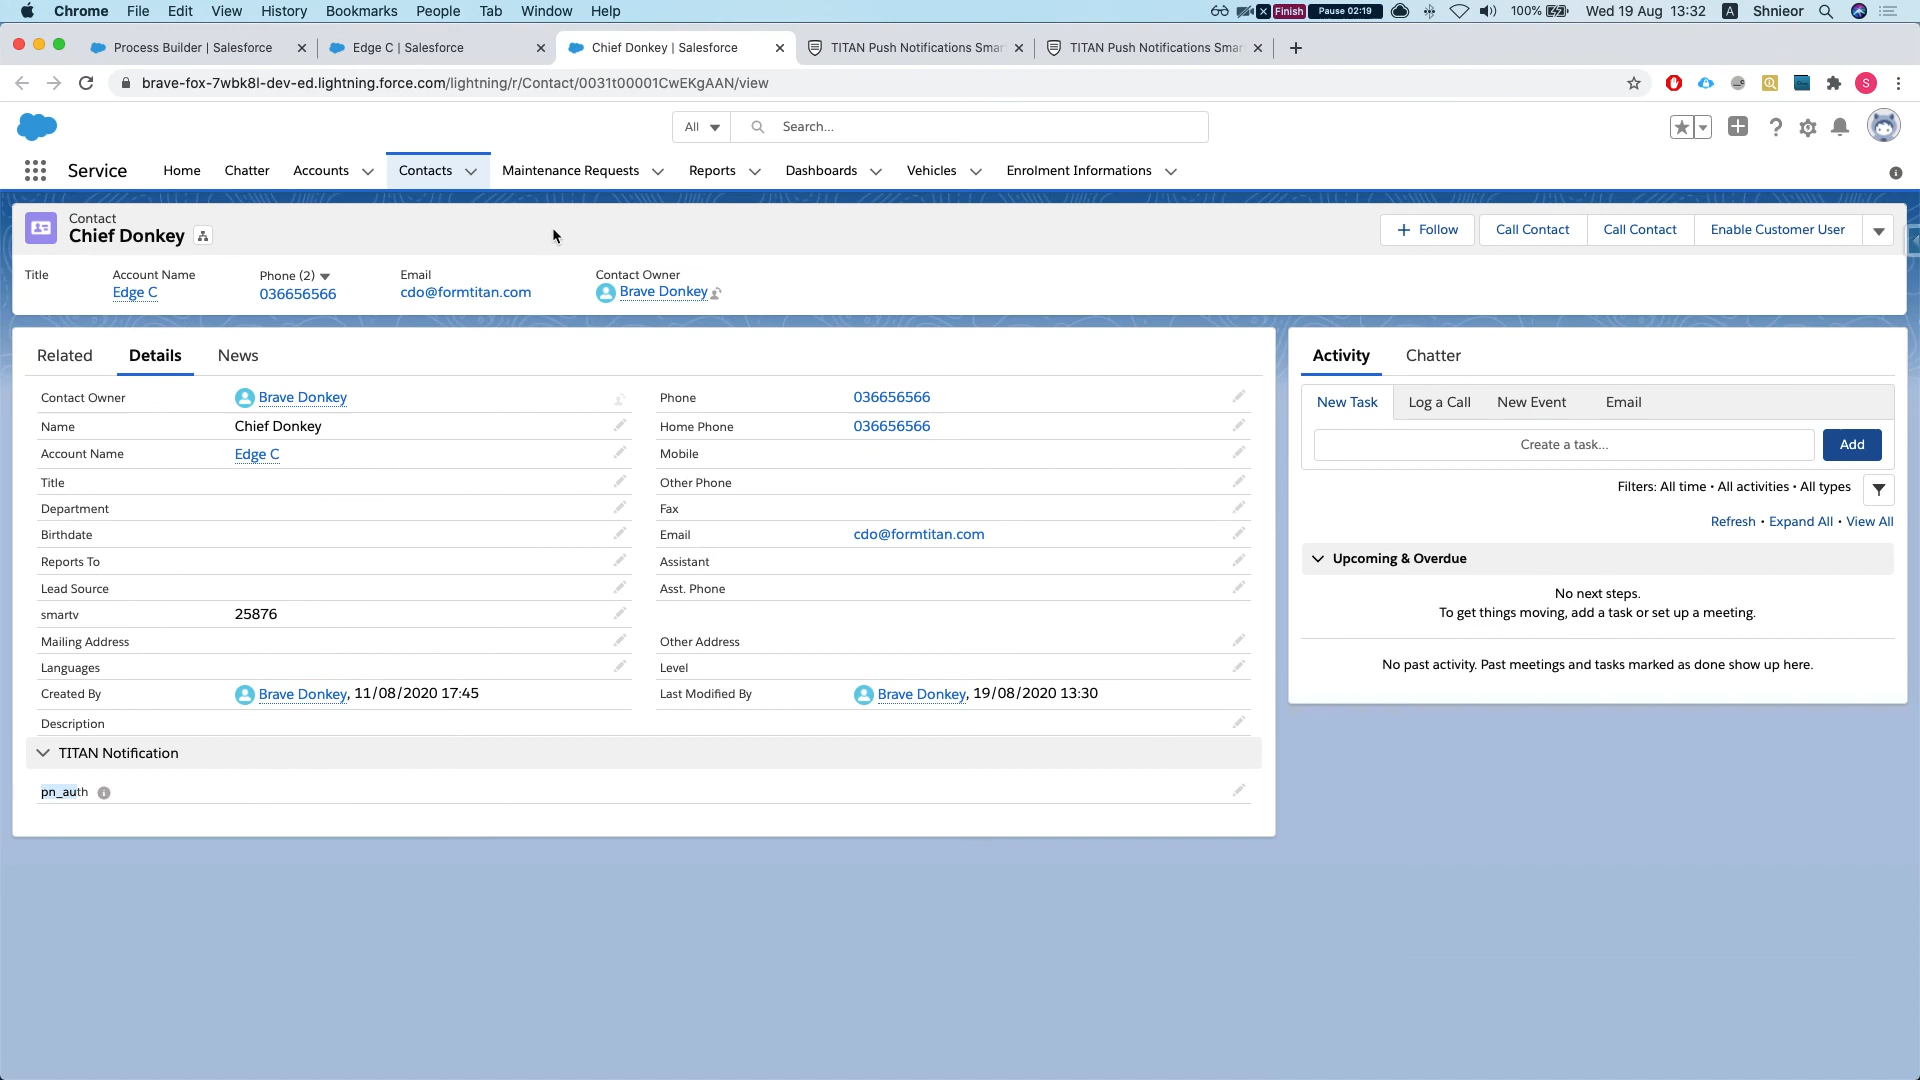 Chrome File Edit View History Bookmarks People Tab Window Help Finish Pause 02:19 100% Wed 19 Aug 13:32 A Shnieor
Process Builder | Salesforce Edge C | Salesforce Chief Donkey | Salesforce TITAN Push Notifications Smar TITAN Push Notifications Smar
brave-fox-7wbk8l-dev-ed.lightning.force.com/lightning/r/Contact/0031t00001CwEKgAAN/view S
All Search...
Service Home Chatter Accounts Contacts Maintenance Requests Reports Dashboards Vehicles Enrolment Informations
Contact
Chief Donkey
+ Follow Call Contact Call Contact Enable Customer User
Title Account Name Phone (2) Email Contact Owner
Edge C 036656566 cdo@formtitan.com Brave Donkey
Related Details News
Contact Owner Brave Donkey Phone 036656566
Name Chief Donkey Home Phone 036656566
Account Name Edge C Mobile
Title Other Phone
Department Fax
Birthdate Email cdo@formtitan.com
Reports To Assistant
Lead Source Asst. Phone
smartv 25876
Mailing Address Other Address
Languages Level
Created By Brave Donkey, 11/08/2020 17:45 Last Modified By Brave Donkey, 19/08/2020 13:30
Description
TITAN Notification
pn_auth
Activity Chatter
New Task Log a Call New Event Email
Create a task... Add
Filters: All time • All activities • All types
Refresh • Expand All • View All
Upcoming & Overdue
No next steps.
To get things moving, add a task or set up a meeting.
No past activity. Past meetings and tasks marked as done show up here.